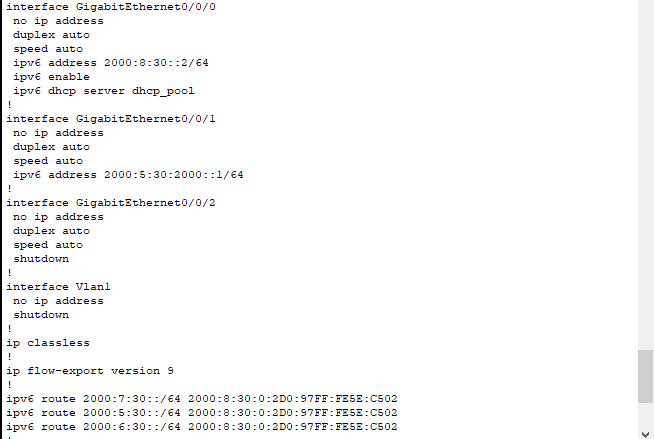 interface GigabitEthernet0/0/0
no ip address
duplex auto
speed auto
ipv6 address 2000:8:30::2/64
ipv6 enable
ipv6 dhcp server dhcp_pool
!
interface GigabitEthernet0/0/1
no ip address
duplex auto
speed auto
ipv6 address 2000:5:30:2000::1/64
!
interface GigabitEthernet0/0/2
no ip address
duplex auto
speed auto
shutdown
!
interface Vlan1
no ip address
shutdown
!
ip classless
!
ip flow-export version 9
!
ipv6 route 2000:7:30::/64 2000:8:30:0:2D0:97FF:FE5E:C502
ipv6 route 2000:5:30::/64 2000:8:30:0:2D0:97FF:FE5E:C502
ipv6 route 2000:6:30::/64 2000:8:30:0:2D0:97FF:FE5E:C502